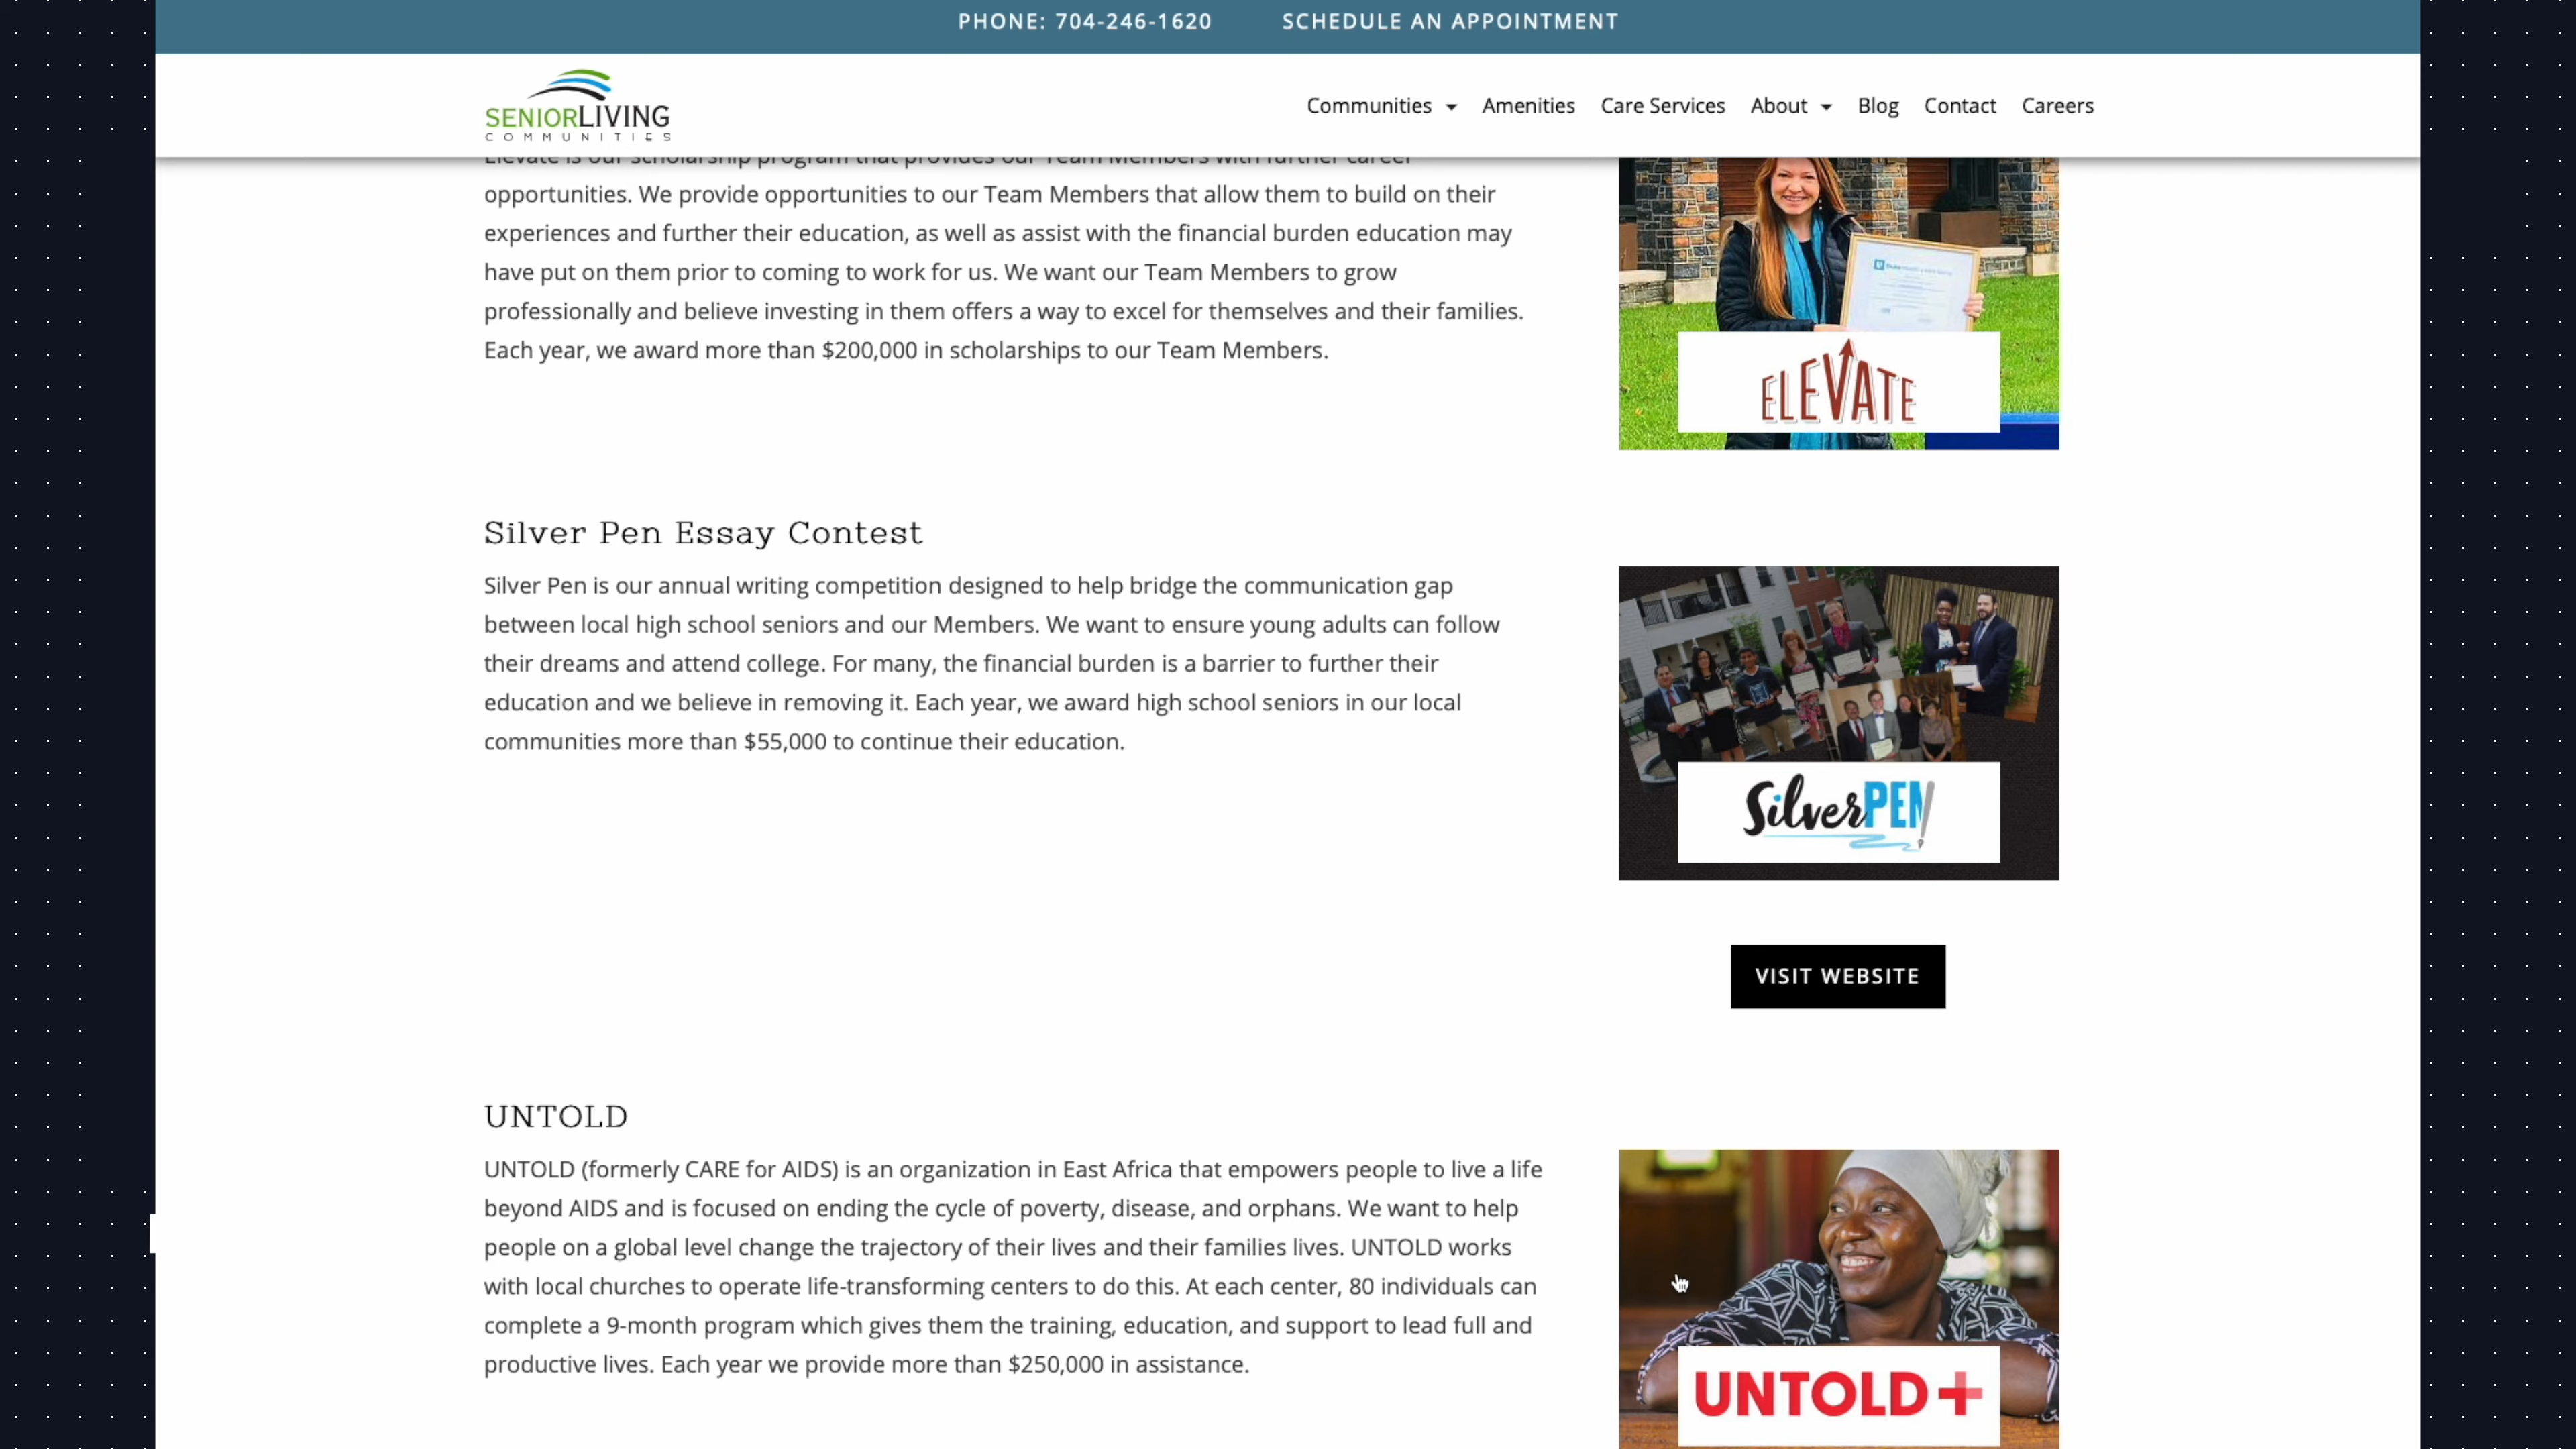 PHONE: 704-246-1620 SCHEDULE AN APPOINTMENT
SENIORLIVING
COMMUNITIES
Communities Amenities Care Services About Blog Contact Careers
Elevate is our scholarship program that provides our Team Members with further career
opportunities. We provide opportunities to our Team Members that allow them to build on their
experiences and further their education, as well as assist with the financial burden education may
have put on them prior to coming to work for us. We want our Team Members to grow
professionally and believe investing in them offers a way to excel for themselves and their families.
Each year, we award more than $200,000 in scholarships to our Team Members.
ELEVATE
Silver Pen Essay Contest
Silver Pen is our annual writing competition designed to help bridge the communication gap
between local high school seniors and our Members. We want to ensure young adults can follow
their dreams and attend college. For many, the financial burden is a barrier to further their
education and we believe in removing it. Each year, we award high school seniors in our local
communities more than $55,000 to continue their education.
SilverPEN
VISIT WEBSITE
UNTOLD
UNTOLD (formerly CARE for AIDS) is an organization in East Africa that empowers people to live a life
beyond AIDS and is focused on ending the cycle of poverty, disease, and orphans. We want to help
people on a global level change the trajectory of their lives and their families lives. UNTOLD works
with local churches to operate life-transforming centers to do this. At each center, 80 individuals can
complete a 9-month program which gives them the training, education, and support to lead full and
productive lives. Each year we provide more than $250,000 in assistance.
UNTOLD+